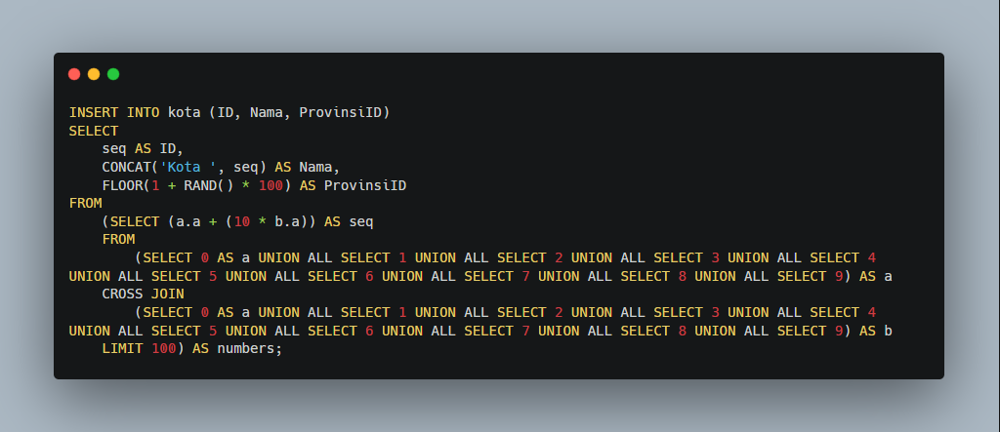 INSERT INTO kota (ID, Nama, ProvinsiID)
SELECT
    seq AS ID,
    CONCAT('Kota ', seq) AS Nama,
    FLOOR(1 + RAND() * 100) AS ProvinsiID
FROM
    (SELECT (a.a + (10 * b.a)) AS seq
    FROM
        (SELECT 0 AS a UNION ALL SELECT 1 UNION ALL SELECT 2 UNION ALL SELECT 3 UNION ALL SELECT 4
UNION ALL SELECT 5 UNION ALL SELECT 6 UNION ALL SELECT 7 UNION ALL SELECT 8 UNION ALL SELECT 9) AS a
    CROSS JOIN
        (SELECT 0 AS a UNION ALL SELECT 1 UNION ALL SELECT 2 UNION ALL SELECT 3 UNION ALL SELECT 4
UNION ALL SELECT 5 UNION ALL SELECT 6 UNION ALL SELECT 7 UNION ALL SELECT 8 UNION ALL SELECT 9) AS b
    LIMIT 100) AS numbers;